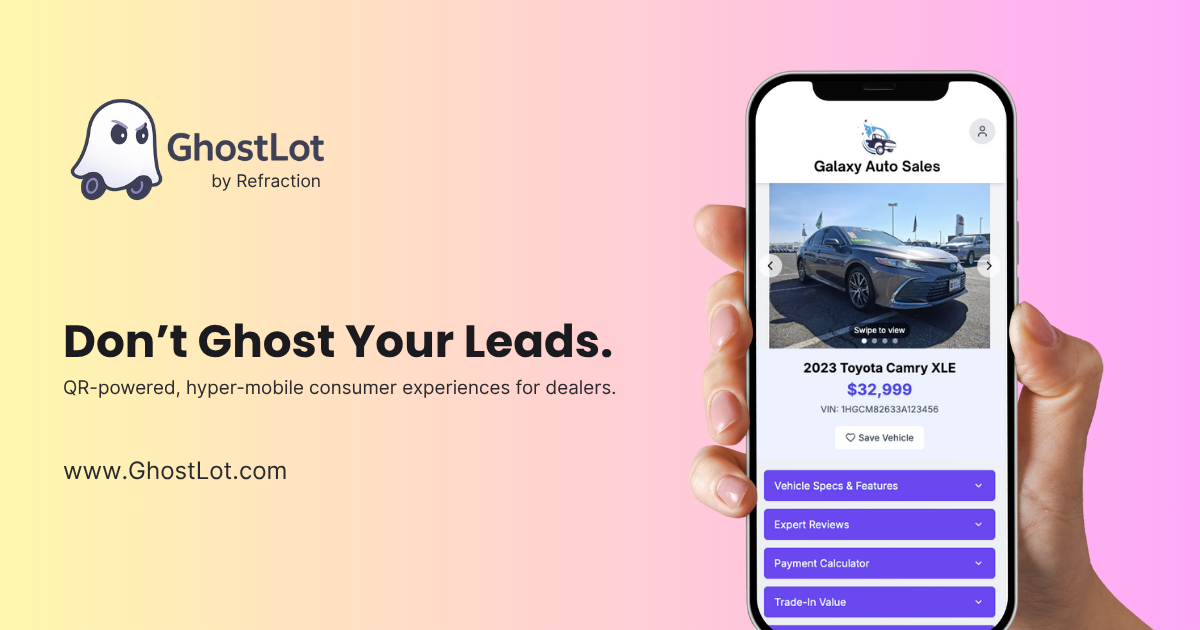 GhostLot
by Refraction
Don’t Ghost Your Leads.
QR-powered, hyper-mobile consumer experiences for dealers.
www.GhostLot.com
Galaxy Auto Sales
Swipe to view
2023 Toyota Camry XLE
$32,999
VIN: 1HGCM82633A123456
Save Vehicle
Vehicle Specs & Features
Expert Reviews
Payment Calculator
Trade-In Value